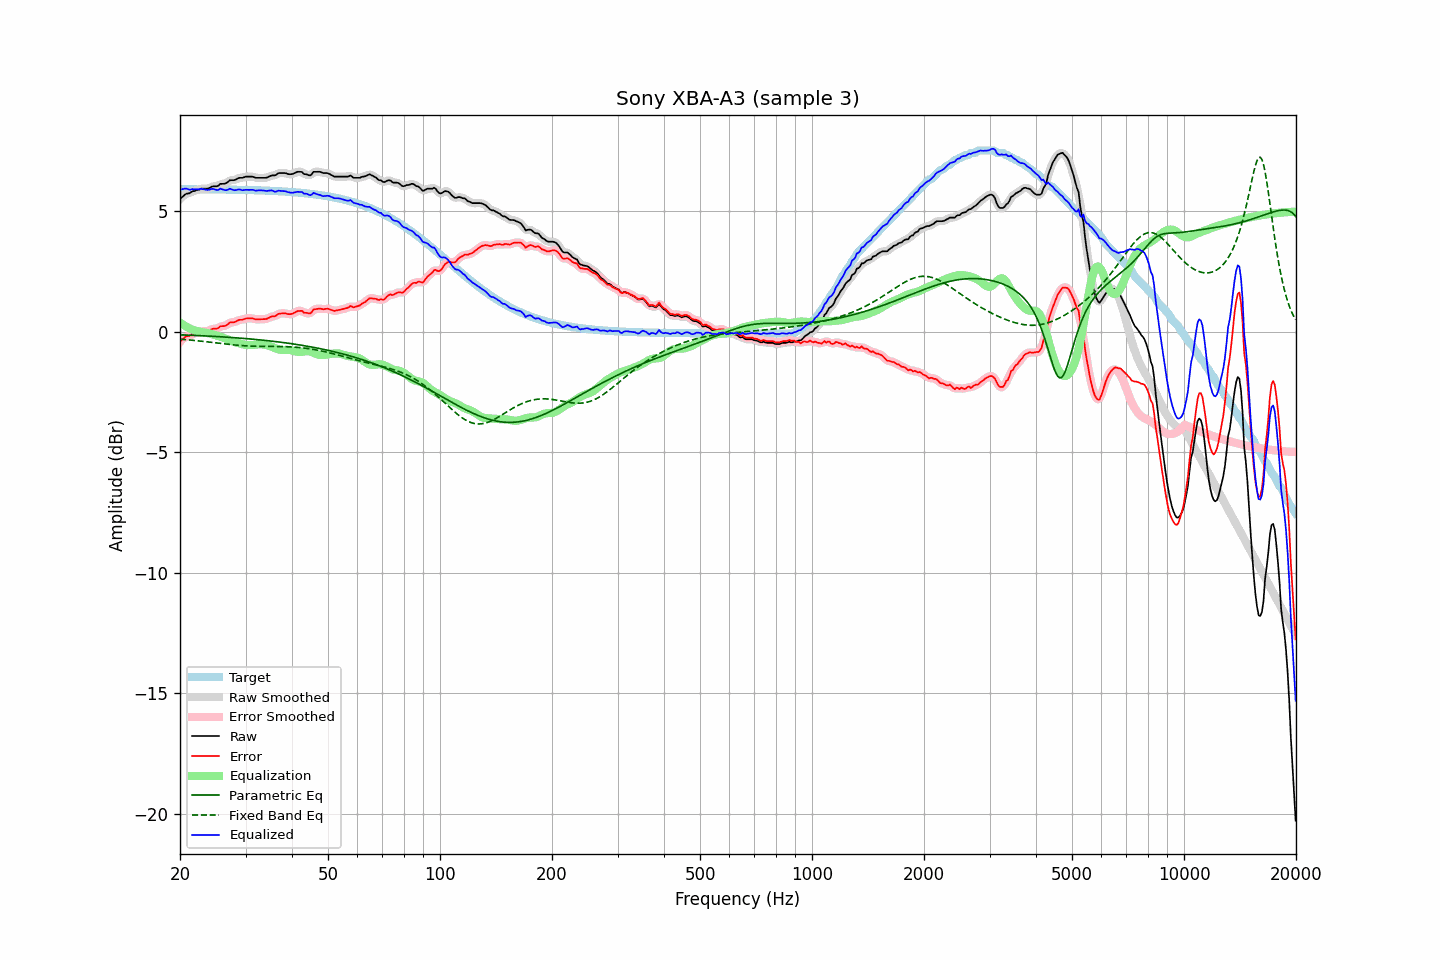 Sony XBA-A3 (sample 3)
Amplitude (dBr)
5
0
−5
−10
−15
−20
Target
Raw Smoothed
Error Smoothed
Raw
Error
Equalization
Parametric Eq
Fixed Band Eq
Equalized
20 50 100 200 500 1000 2000 5000 10000 20000
Frequency (Hz)